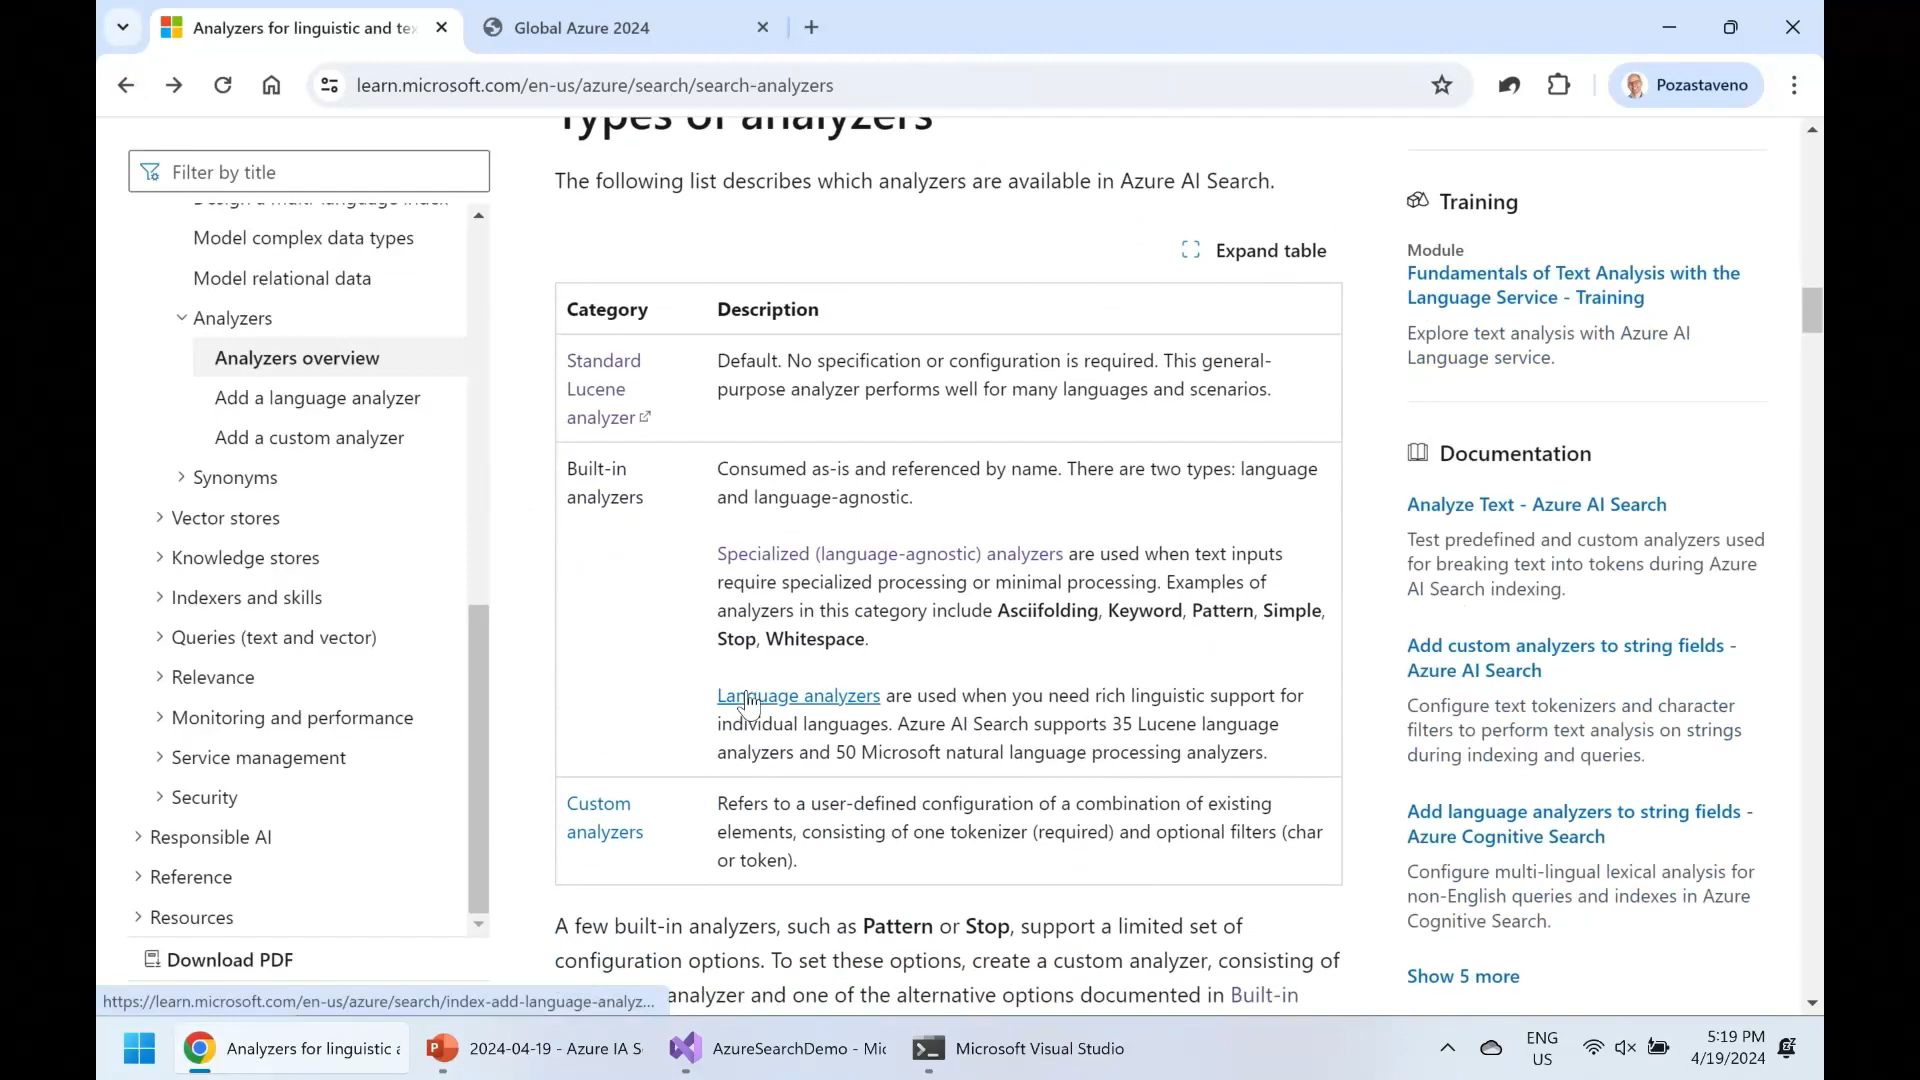 Analyzers for linguistic and te
Global Azure 2024
learn.microsoft.com/en-us/azure/search/search-analyzers
Pozastaveno
Filter by title
Design a multi-language index
Model complex data types
Model relational data
Analyzers
Analyzers overview
Add a language analyzer
Add a custom analyzer
Synonyms
Vector stores
Knowledge stores
Indexers and skills
Queries (text and vector)
Relevance
Monitoring and performance
Service management
Security
Responsible AI
Reference
Resources
Download PDF
https://learn.microsoft.com/en-us/azure/search/index-add-language-analyz...
Types of analyzers
The following list describes which analyzers are available in Azure AI Search.
Expand table
Category Description
Standard
Lucene
analyzer
Default. No specification or configuration is required. This general-
purpose analyzer performs well for many languages and scenarios.
Built-in
analyzers
Consumed as-is and referenced by name. There are two types: language
and language-agnostic.
Specialized (language-agnostic) analyzers are used when text inputs
require specialized processing or minimal processing. Examples of
analyzers in this category include Asciifolding, Keyword, Pattern, Simple,
Stop, Whitespace.
Language analyzers are used when you need rich linguistic support for
individual languages. Azure AI Search supports 35 Lucene language
analyzers and 50 Microsoft natural language processing analyzers.
Custom
analyzers
Refers to a user-defined configuration of a combination of existing
elements, consisting of one tokenizer (required) and optional filters (char
or token).
A few built-in analyzers, such as Pattern or Stop, support a limited set of
configuration options. To set these options, create a custom analyzer, consisting of
analyzer and one of the alternative options documented in Built-in
Training
Module
Fundamentals of Text Analysis with the
Language Service - Training
Explore text analysis with Azure AI
Language service.
Documentation
Analyze Text - Azure AI Search
Test predefined and custom analyzers used
for breaking text into tokens during Azure
AI Search indexing.
Add custom analyzers to string fields -
Azure AI Search
Configure text tokenizers and character
filters to perform text analysis on strings
during indexing and queries.
Add language analyzers to string fields -
Azure Cognitive Search
Configure multi-lingual lexical analysis for
non-English queries and indexes in Azure
Cognitive Search.
Show 5 more
Analyzers for linguistic a
2024-04-19 - Azure IA S
AzureSearchDemo - Mic
Microsoft Visual Studio
ENG
US
5:19 PM
4/19/2024